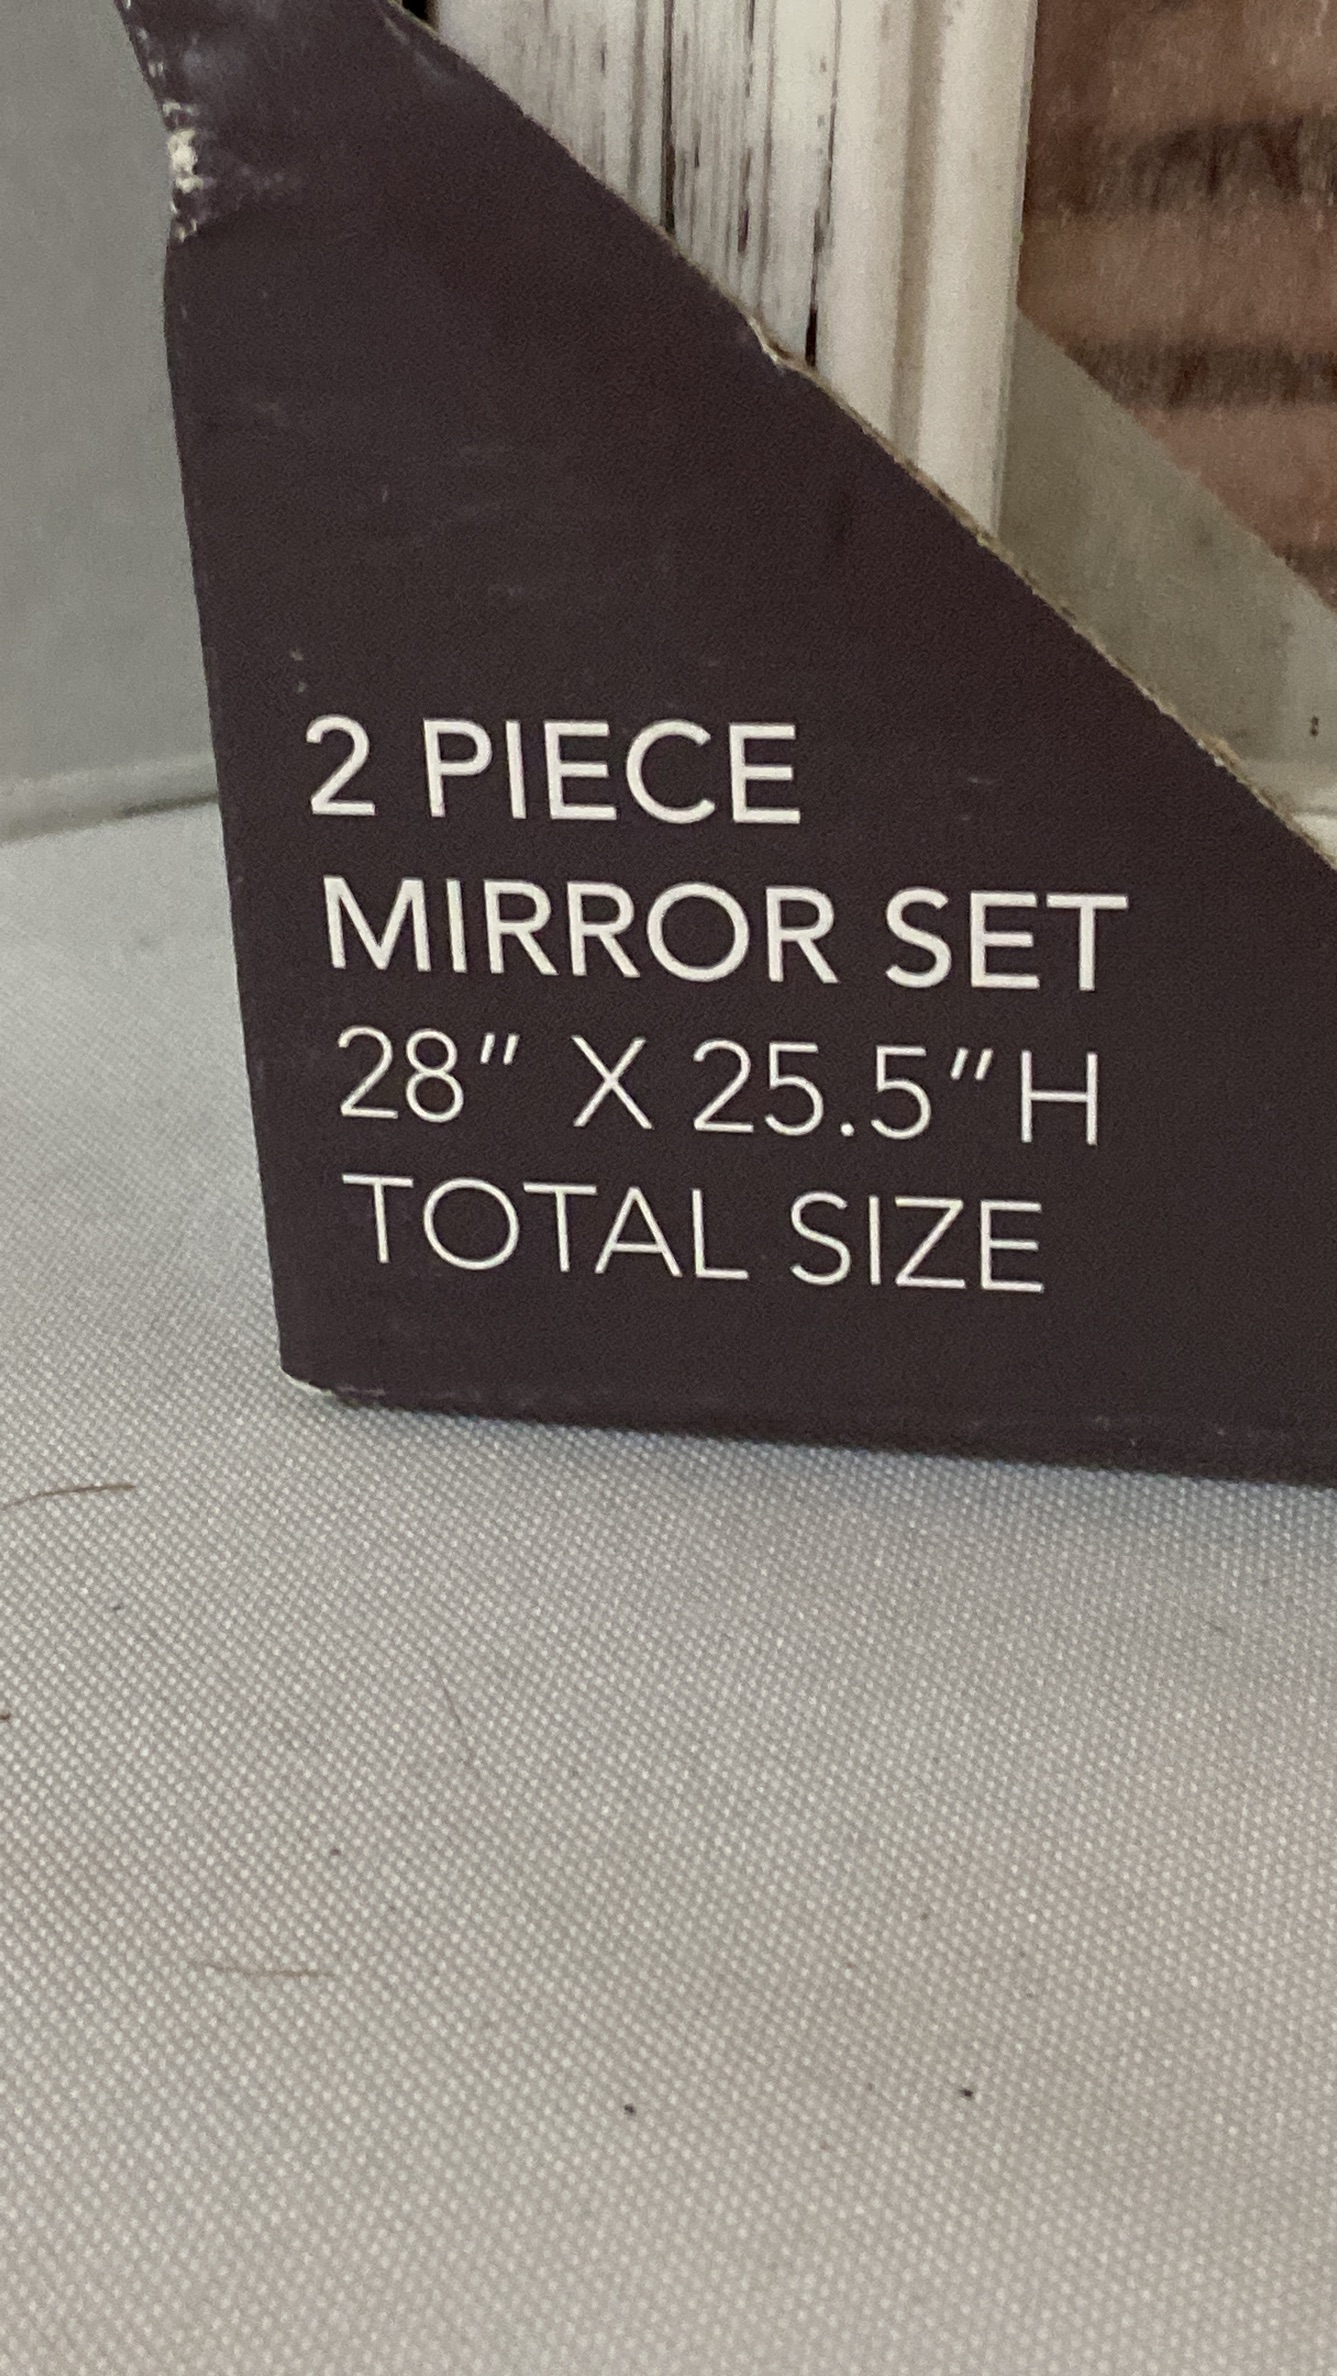 2 PIECE
MIRROR SET
28" X 25.5"H
TOTAL SIZE